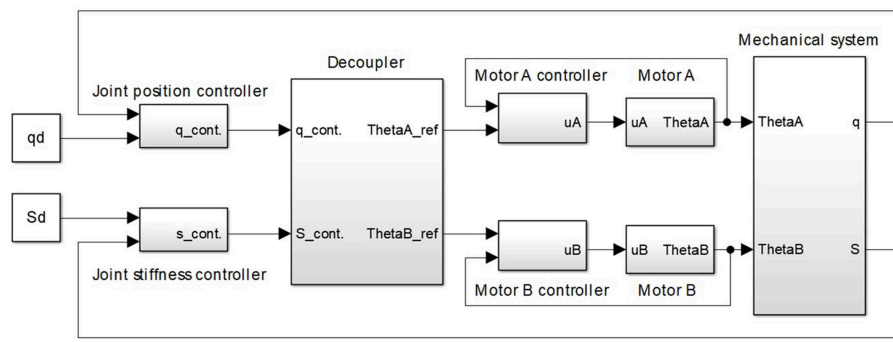 Mechanical system
Decoupler
Motor A controller
Motor A
Joint position controller
qd
q_cont.
q_cont.
ThetaA_ref
uA
uA
ThetaA
ThetaA
q
Sd
s_cont.
S_cont.
ThetaB_ref
uB
uB
ThetaB
ThetaB
S
Joint stiffness controller
Motor B controller
Motor B